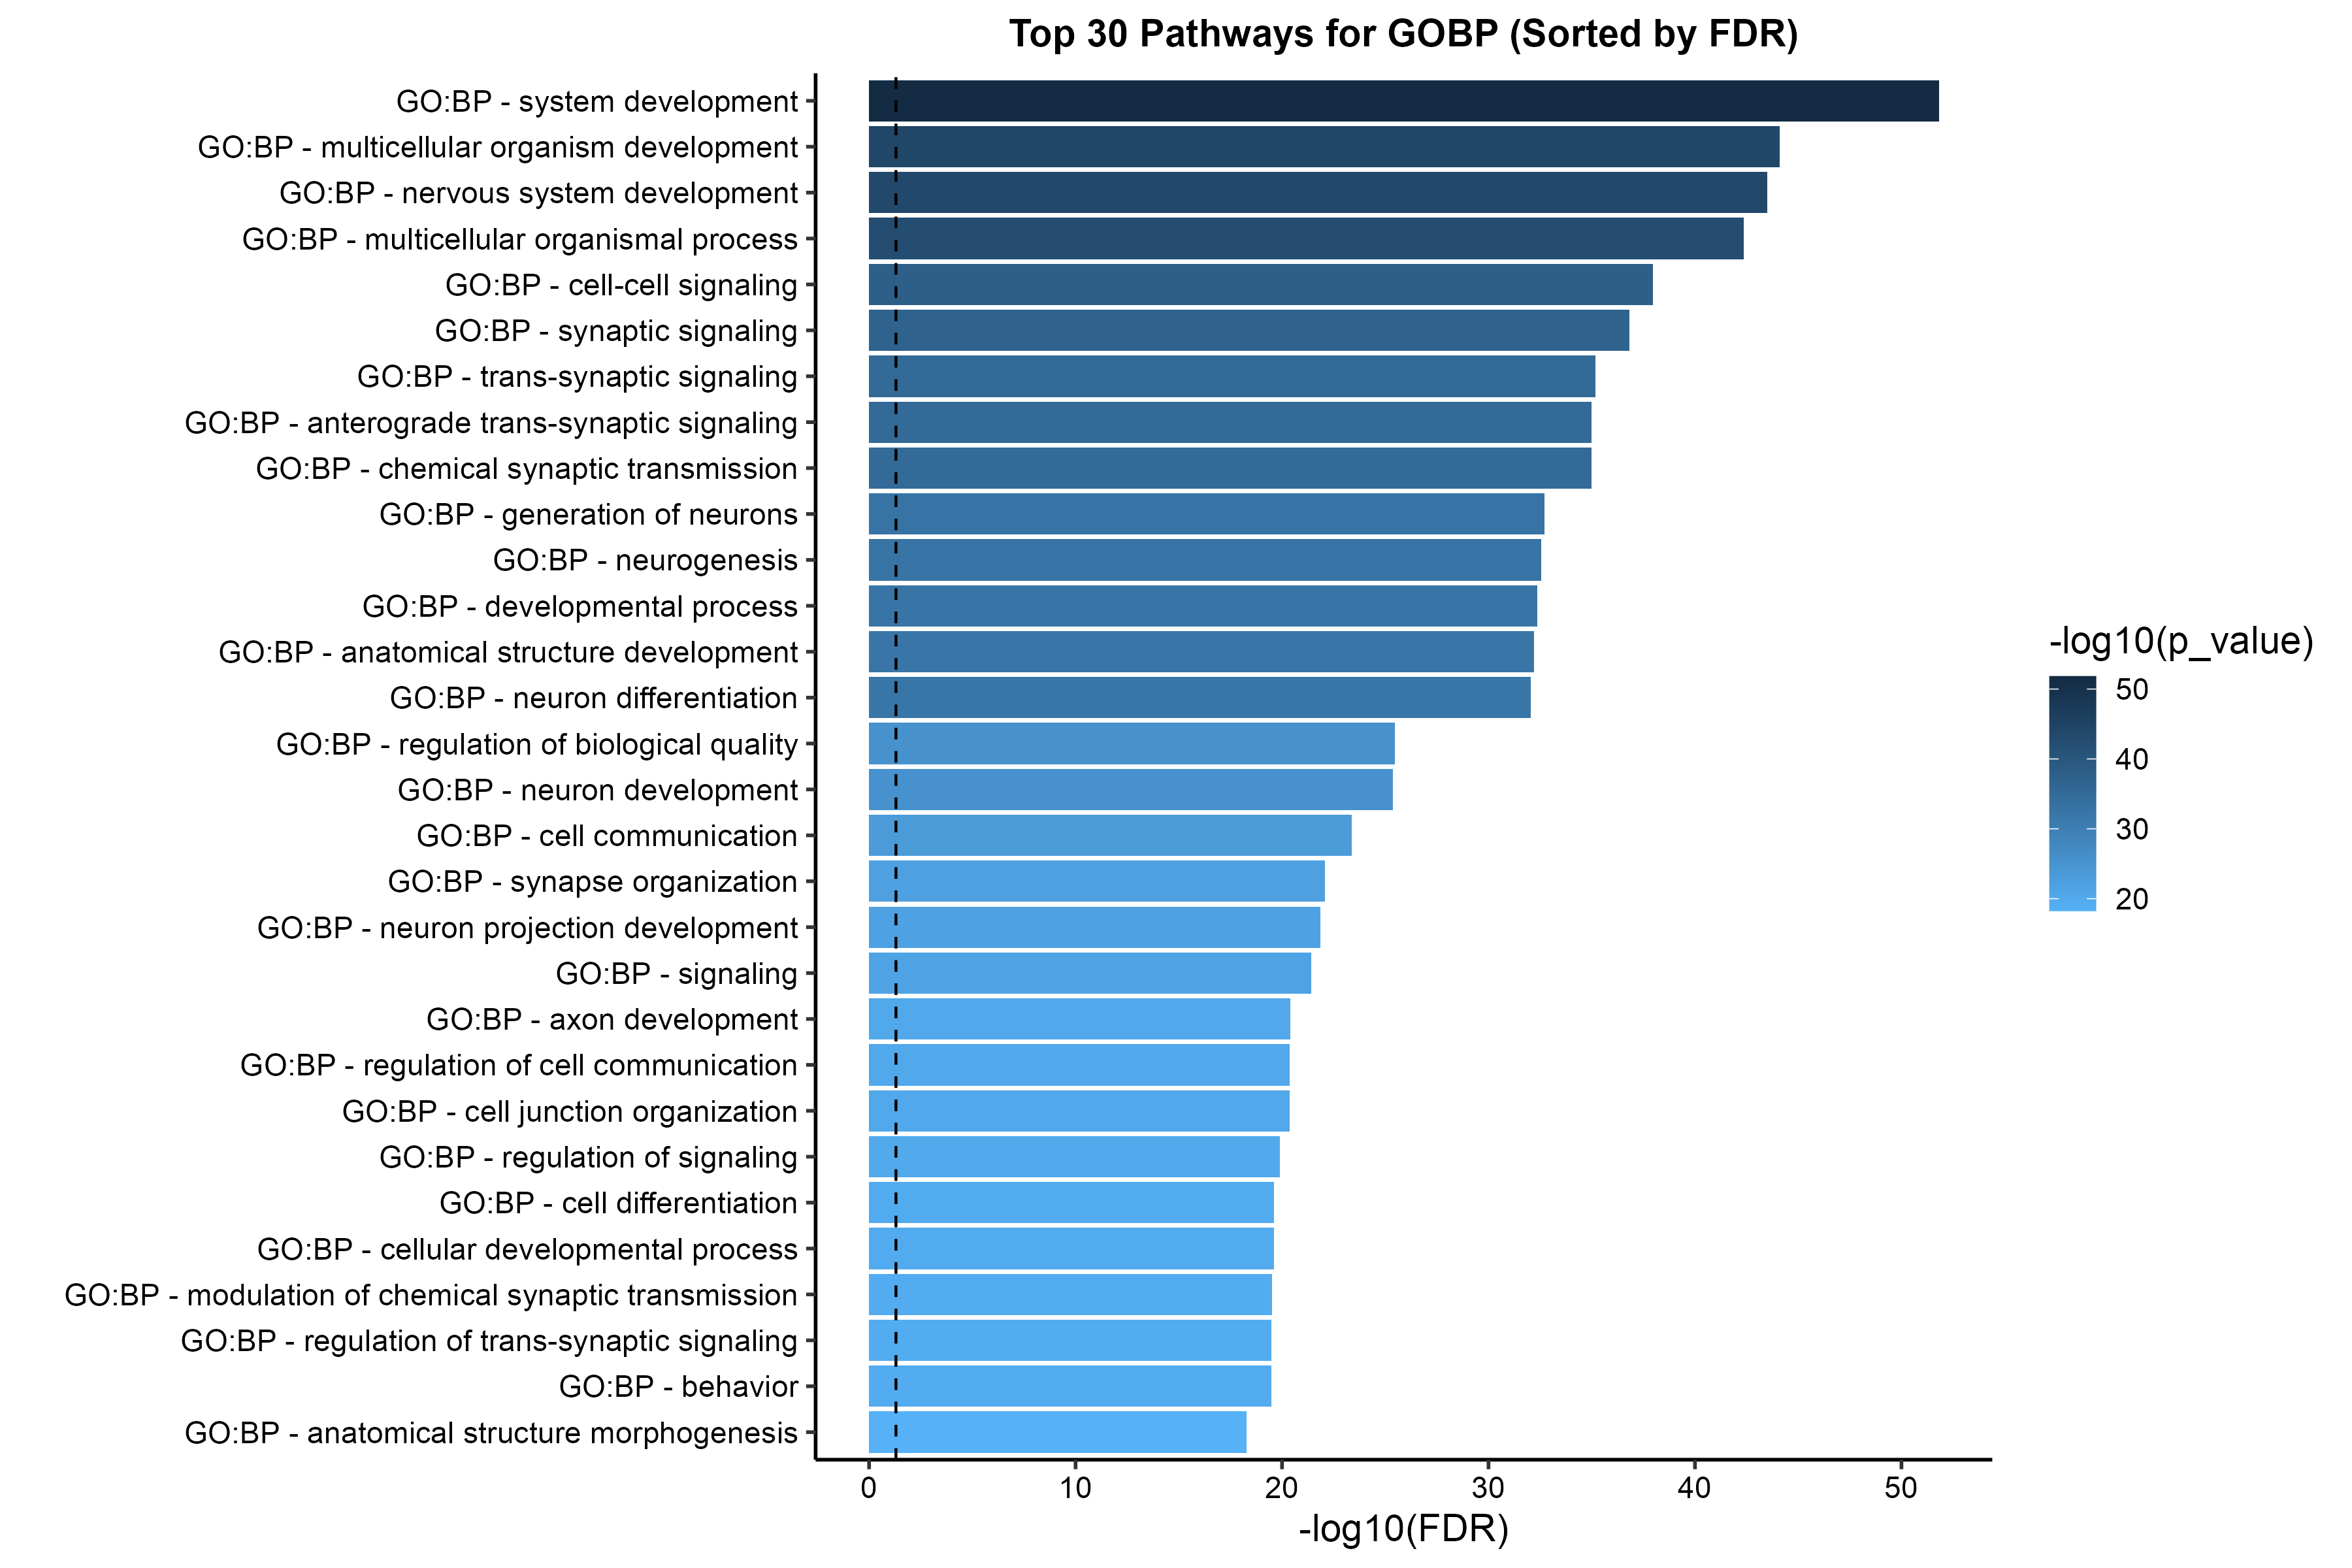 Top 30 Pathways for GOBP (Sorted by FDR)
GO:BP - system development
GO:BP - multicellular organism development
GO:BP - nervous system development
GO:BP - multicellular organismal process
GO:BP - cell-cell signaling
GO:BP - synaptic signaling
GO:BP - trans-synaptic signaling
GO:BP - anterograde trans-synaptic signaling
GO:BP - chemical synaptic transmission
GO:BP - generation of neurons
GO:BP - neurogenesis
GO:BP - developmental process
GO:BP - anatomical structure development
GO:BP - neuron differentiation
GO:BP - regulation of biological quality
GO:BP - neuron development
GO:BP - cell communication
GO:BP - synapse organization
GO:BP - neuron projection development
GO:BP - signaling
GO:BP - axon development
GO:BP - regulation of cell communication
GO:BP - cell junction organization
GO:BP - regulation of signaling
GO:BP - cell differentiation
GO:BP - cellular developmental process
GO:BP - modulation of chemical synaptic transmission
GO:BP - regulation of trans-synaptic signaling
GO:BP - behavior
GO:BP - anatomical structure morphogenesis
0 10 20 30 40 50
-log10(FDR)
-log10(p_value)
50
40
30
20